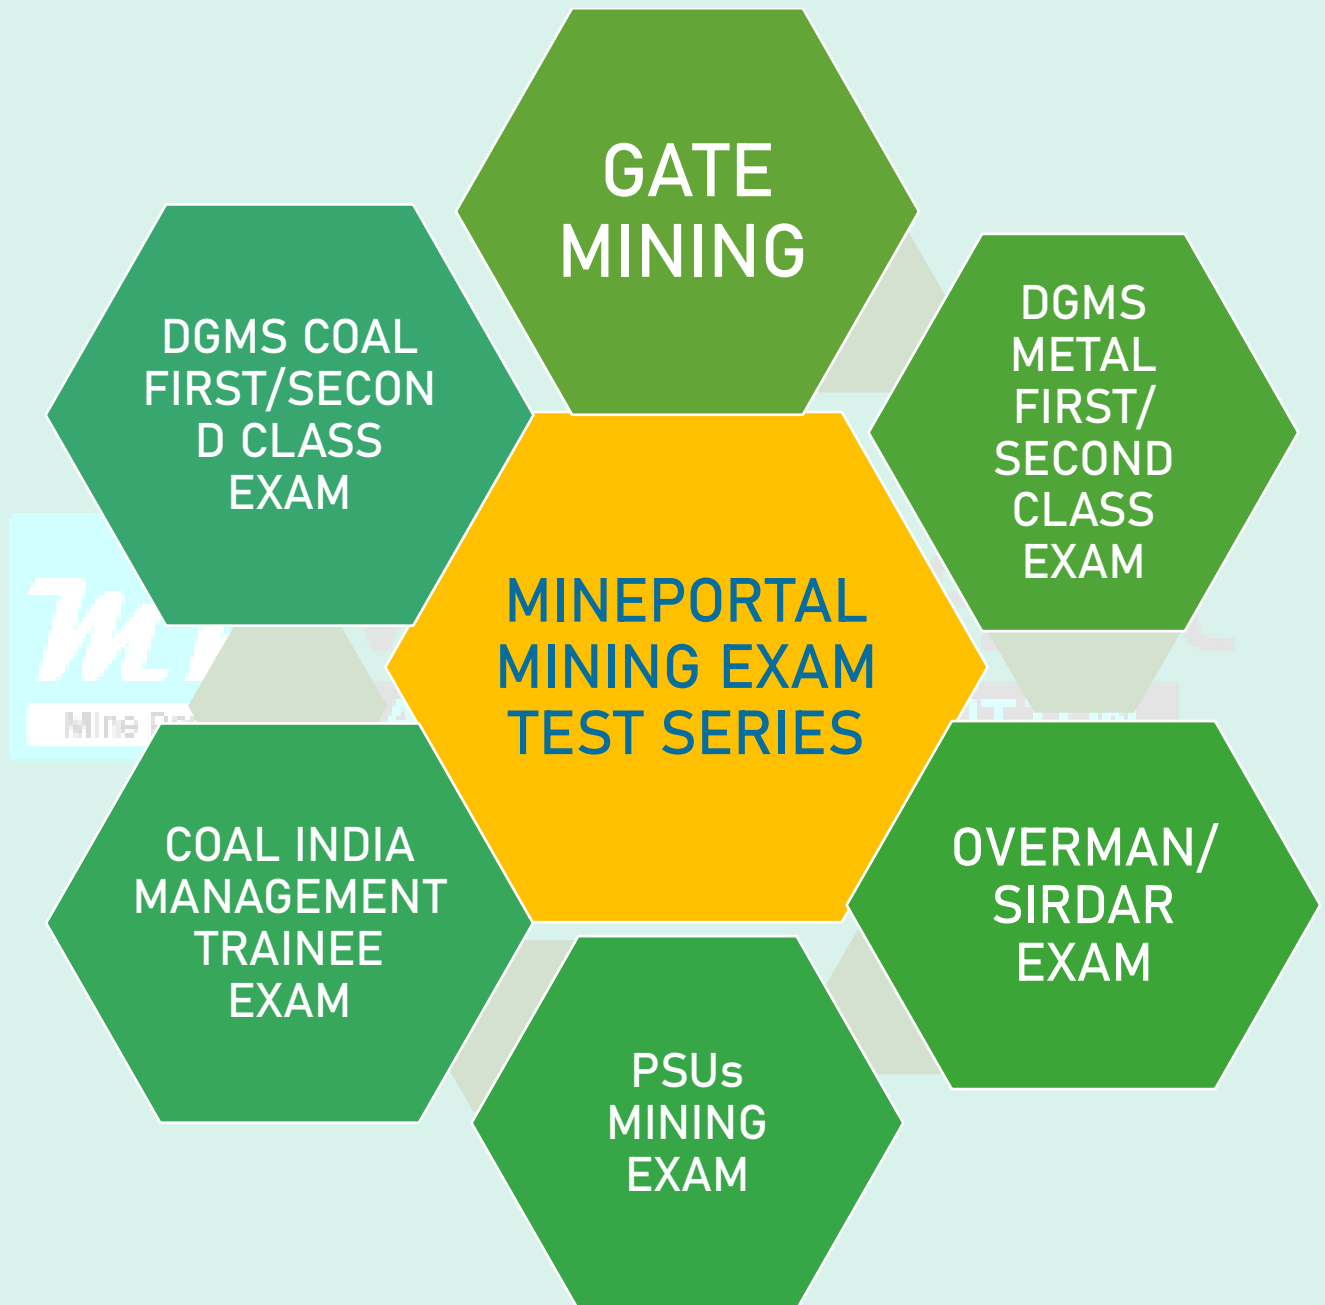 GATE
MINING
DGMS
METAL
FIRST/
SECOND
CLASS
EXAM
OVERMAN/
SIRDAR
EXAM
PSUs
MINING
EXAM
COAL INDIA
MANAGEMENT
TRAINEE
EXAM
DGMS COAL
FIRST/SECON
D CLASS
EXAM
MINEPORTAL
MINING EXAM
TEST SERIES
Mine